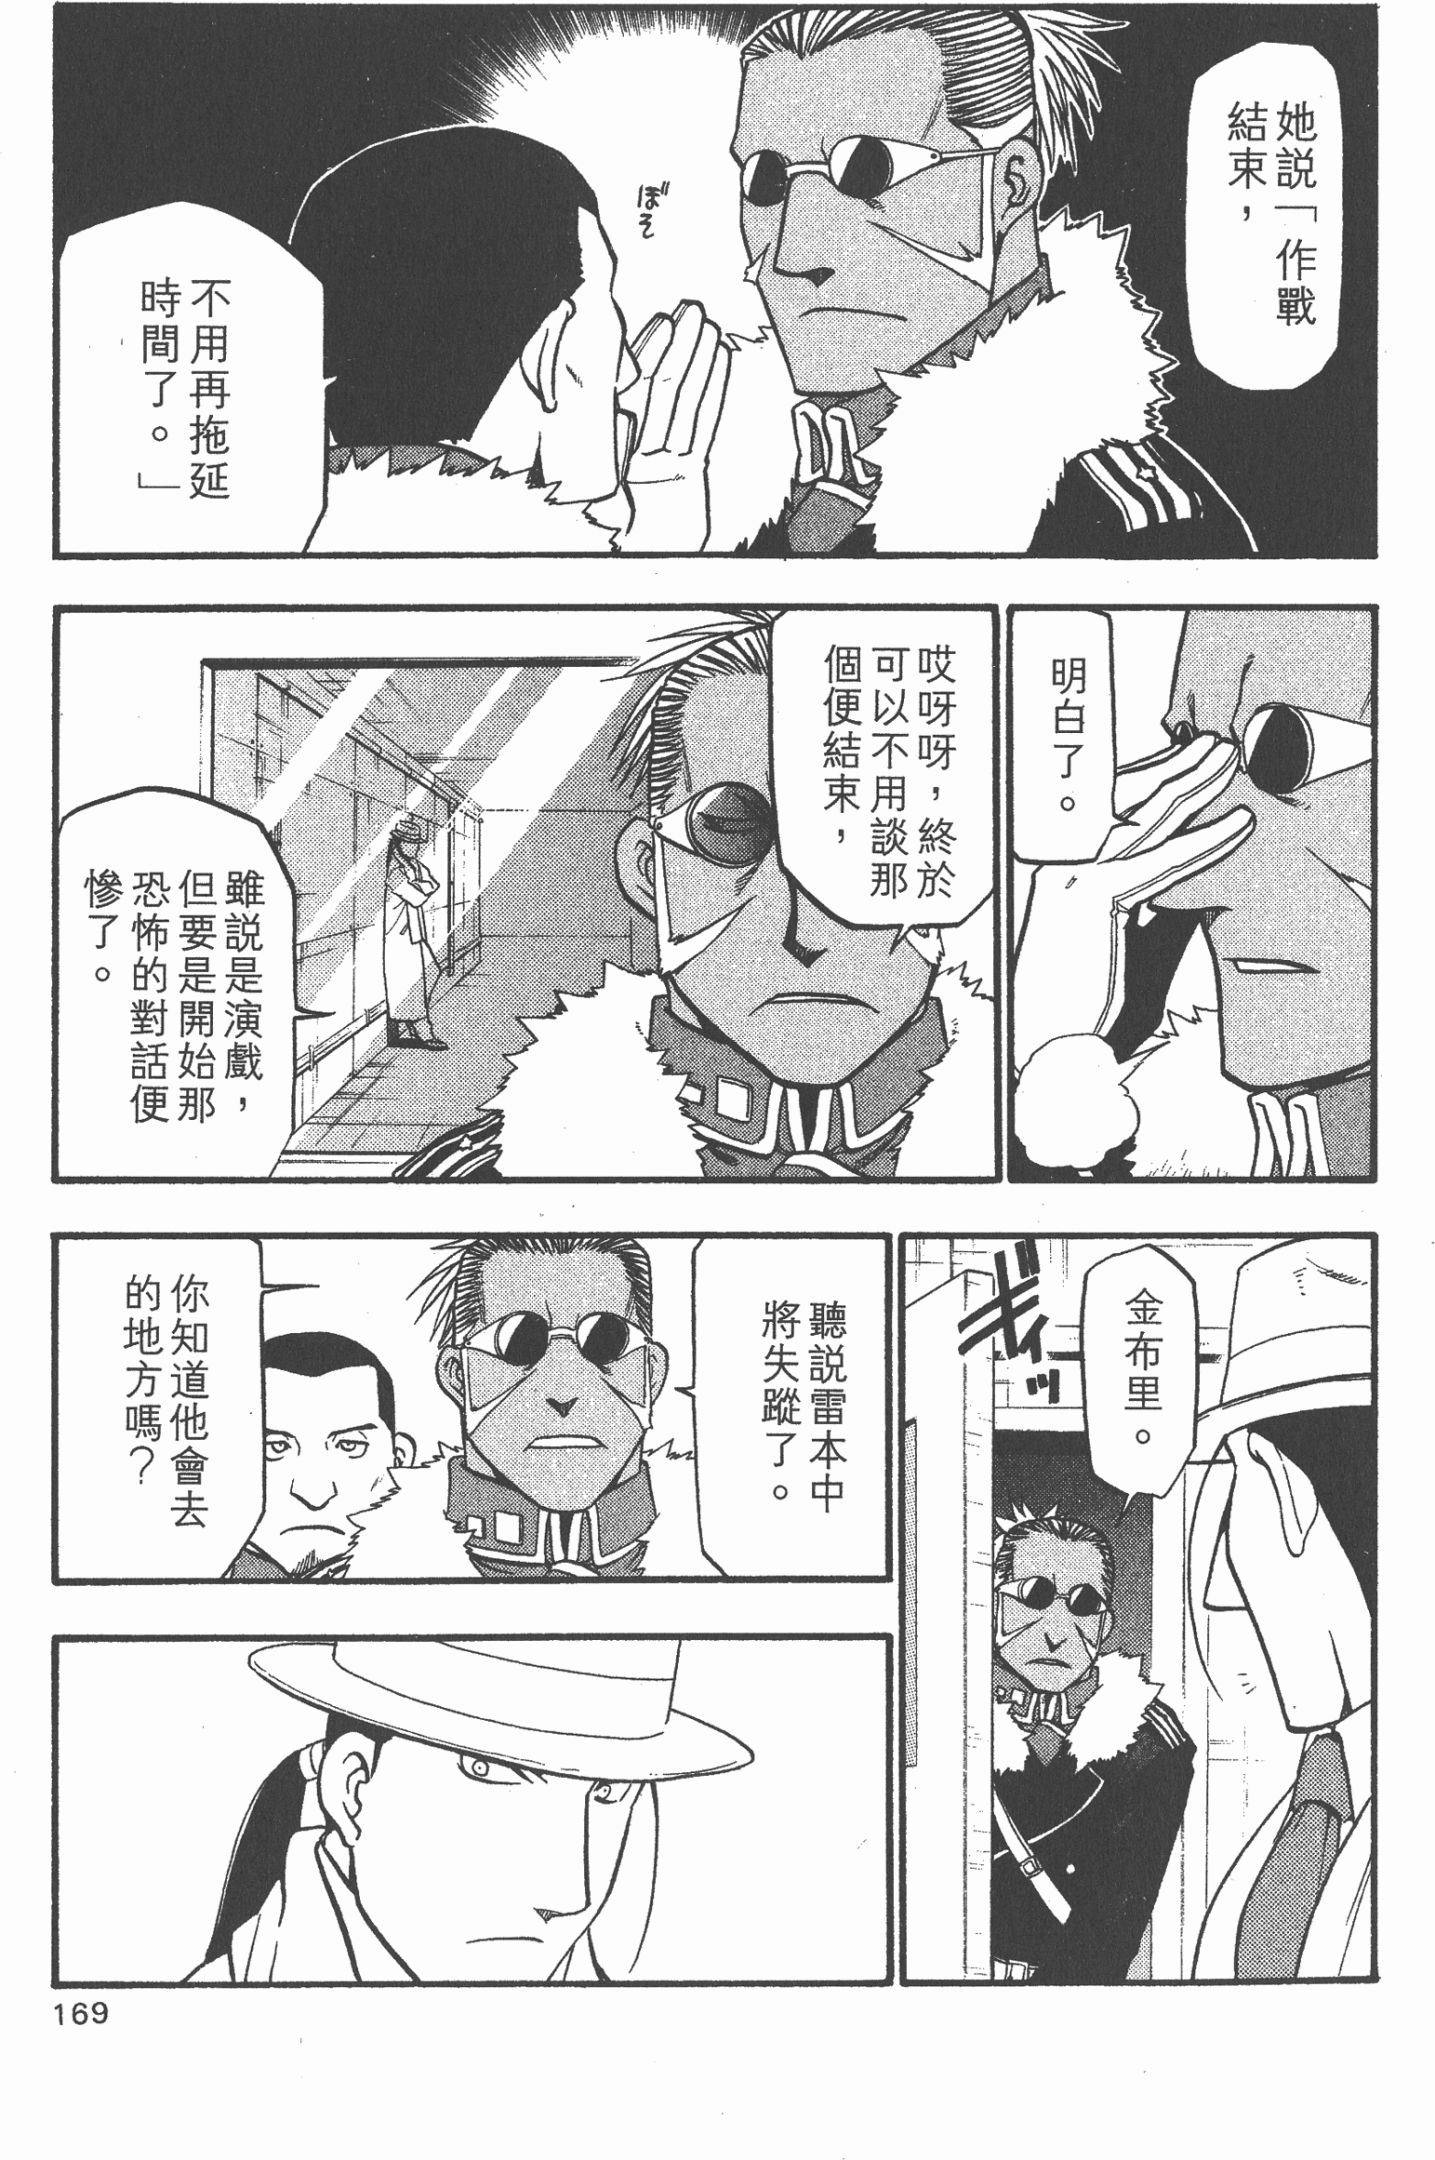 她說「作戰
結束，
ぼそ
不用再拖延
時間了。」
明白了。
哎呀呀，終於
可以不用談那
個便結束，
雖說是演戲，
但要是開始那
恐怖的對話便
慘了。
金布里。
ギイッ
聽說雷本中
將失蹤了。
你知道他會去
的地方嗎？
169